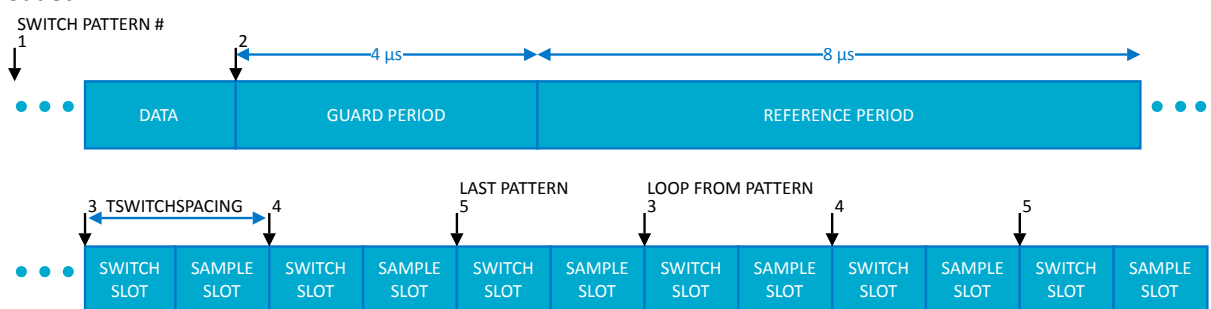 SWITCH PATTERN #
1
2
4 µs
8 µs
DATA
GUARD PERIOD
REFERENCE PERIOD
LAST PATTERN
LOOP FROM PATTERN
3 TSWITCHSPACING 4
5
3
4
5
SWITCH SLOT
SAMPLE SLOT
SWITCH SLOT
SAMPLE SLOT
SWITCH SLOT
SAMPLE SLOT
SWITCH SLOT
SAMPLE SLOT
SWITCH SLOT
SAMPLE SLOT
SWITCH SLOT
SAMPLE SLOT